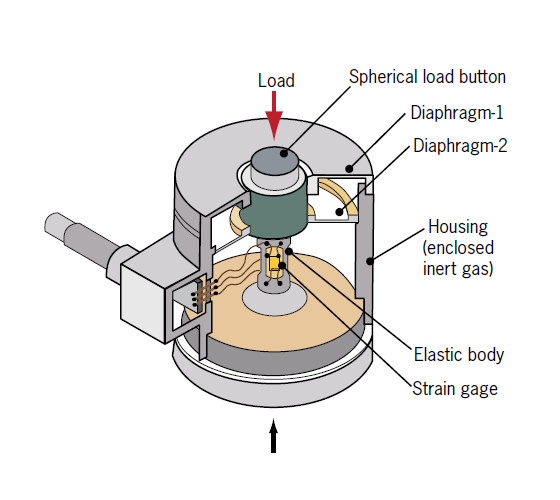 Load
Spherical load button
Diaphragm-1
Diaphragm-2
Housing
(enclosed
inert gas)
Elastic body
Strain gage